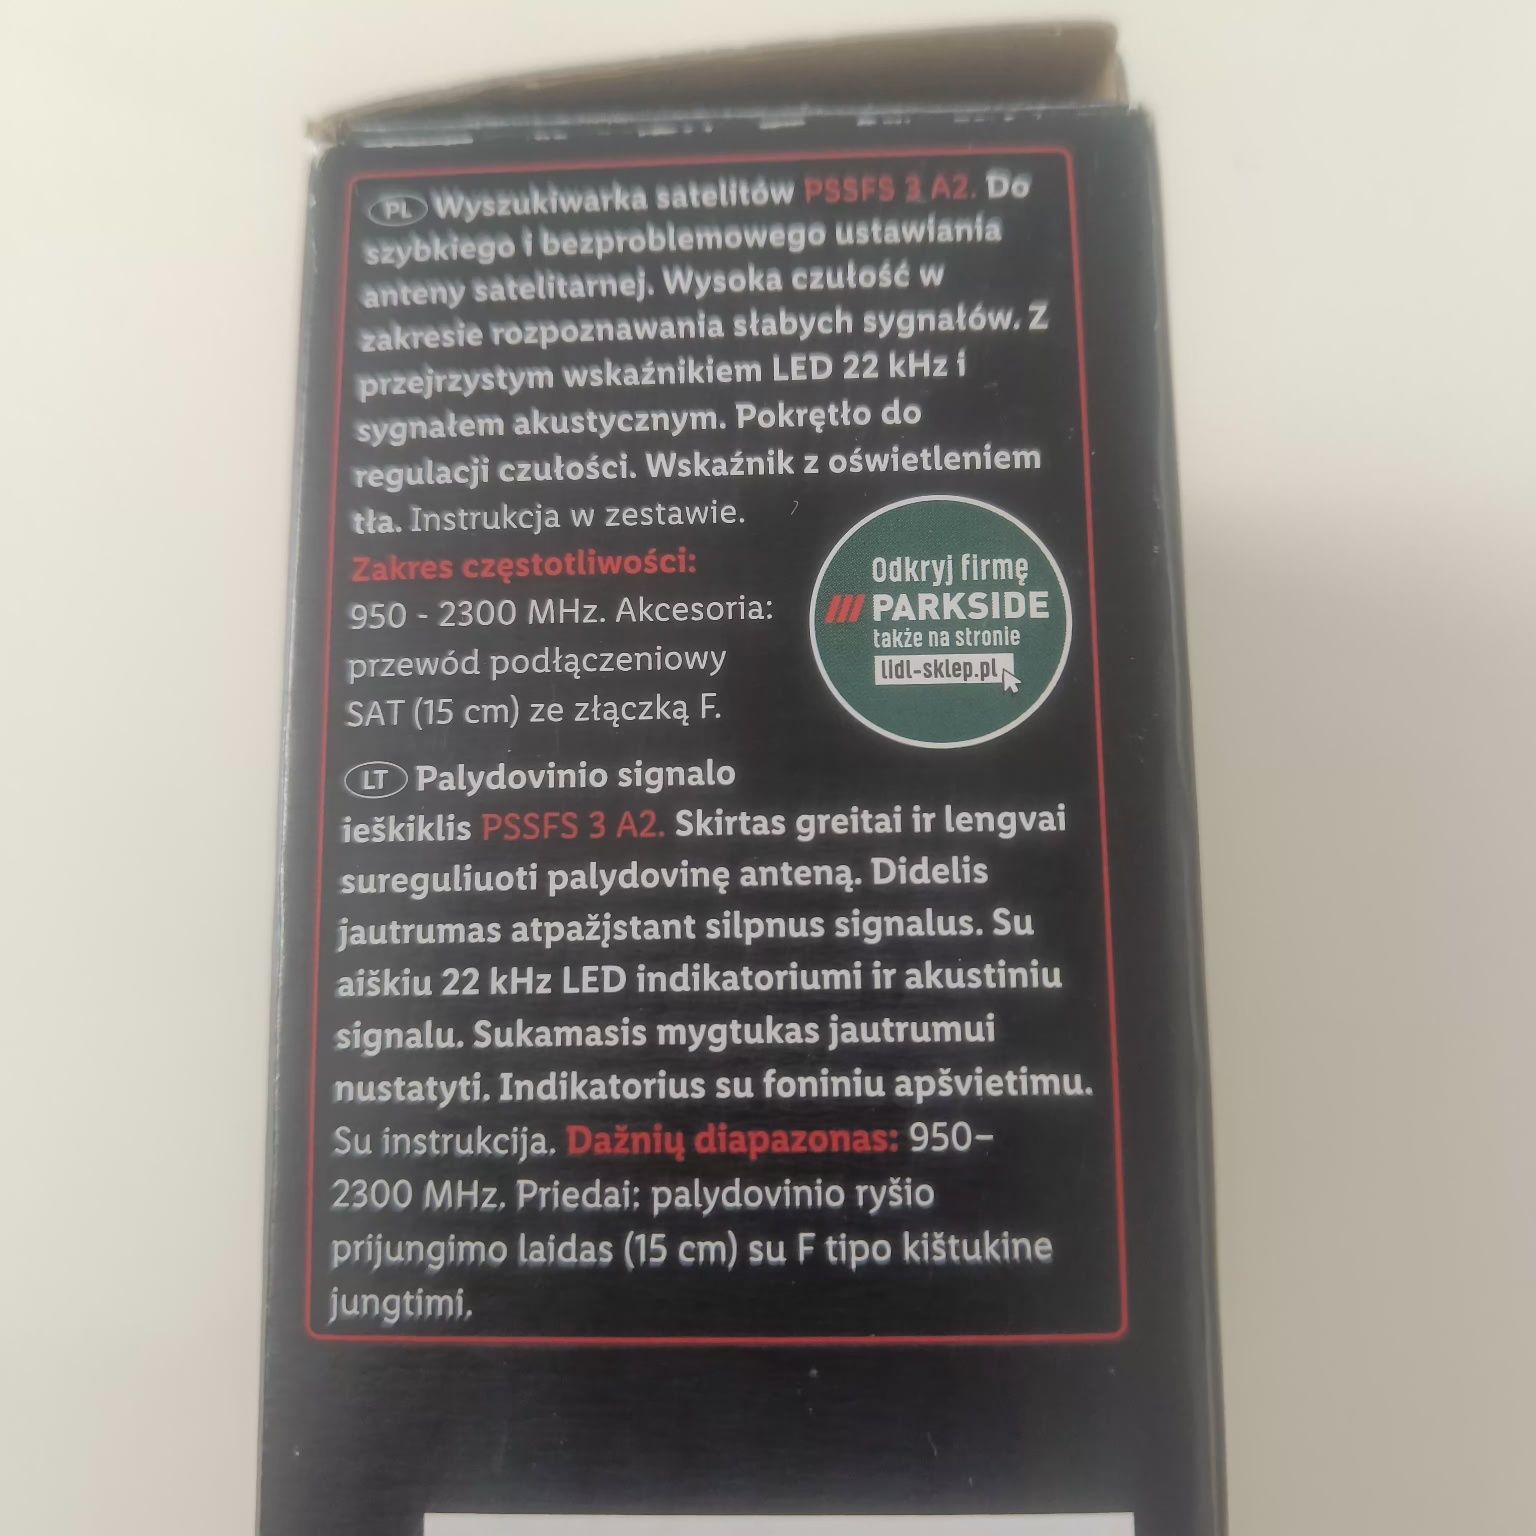 PL Wyszukiwarka satelitów PSSFS 3 A2. Do
szybkiego i bezproblemowego ustawiania
anteny satelitarnej. Wysoka czułość w
zakresie rozpoznawania słabych sygnałów. Z
przejrzystym wskaźnikiem LED 22 kHz i
sygnałem akustycznym. Pokrętło do
regulacji czułości. Wskaźnik z oświetleniem
tła. Instrukcja w zestawie.
Zakres częstotliwości:
950 - 2300 MHz. Akcesoria:
przewód podłączeniowy
SAT (15 cm) ze złączką F.
Odkryj firmę
PARKSIDE
także na stronie
lidl-sklep.pl
LT Palydovinio signalo
ieškiklis PSSFS 3 A2. Skirtas greitai ir lengvai
sureguliuoti palydovinę anteną. Didelis
jautrumas atpažįstant silpnus signalus. Su
aiškiu 22 kHz LED indikatoriumi ir akustiniu
signalu. Sukamasis mygtukas jautrumui
nustatyti. Indikatorius su foniniu apšvietimu.
Su instrukcija. Dažnių diapazonas: 950–
2300 MHz. Priedai: palydovinio ryšio
prijungimo laidas (15 cm) su F tipo kištukine
jungtimi.